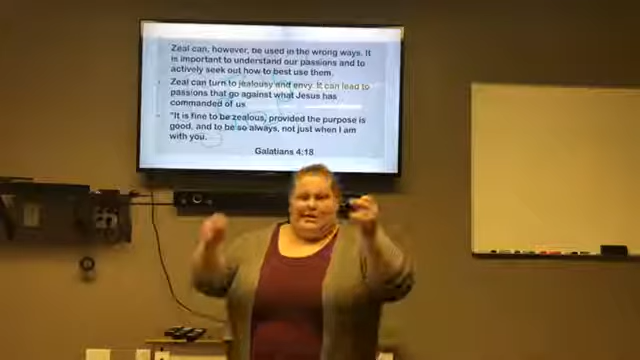 Zeal can, however, be used in the wrong ways. It
is important to understand our passions and to
actively seek out how to best use them.
Zeal can turn to jealousy and envy. It can lead to
passions that go against what Jesus has
commanded of us
"It is fine to be zealous, provided the purpose is
good, and to be so always, not just when I am
with you.
Galatians 4:18